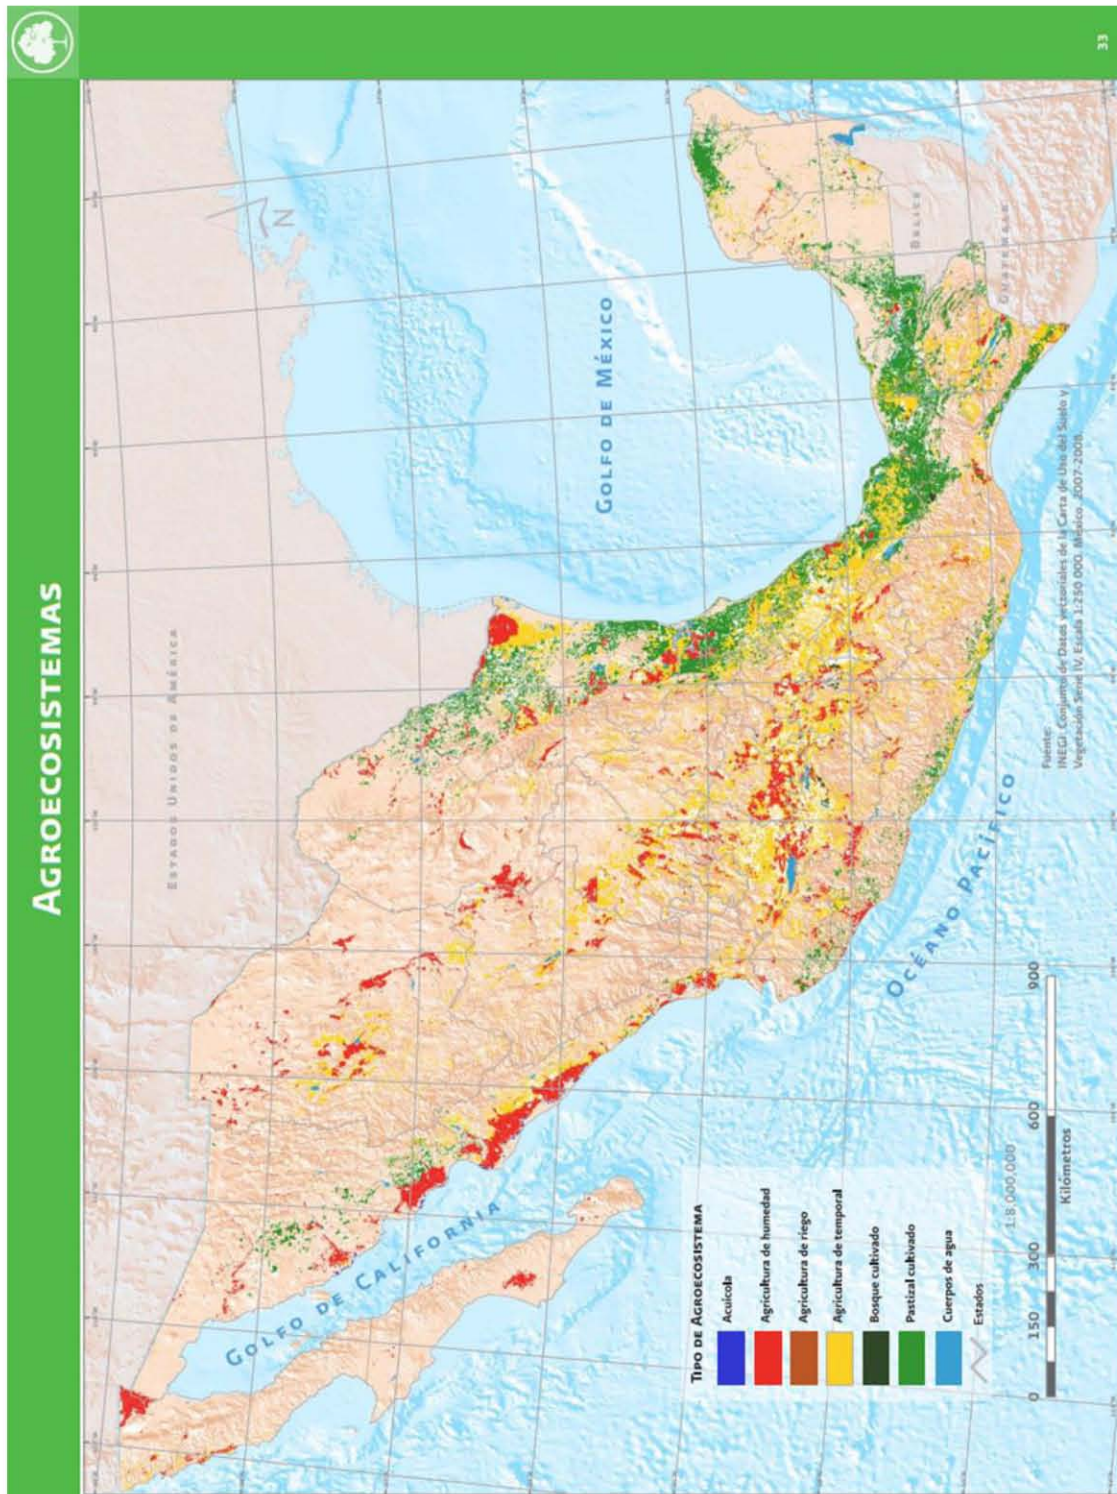 AGROECOSISTEMAS
33
ESTADOS UNIDOS DE AMÉRICA
N
GOLFO DE MÉXICO
BELICE
GUATEMALA
GOLFO DE CALIFORNIA
OCÉANO PACÍFICO
TIPO DE AGROECOSISTEMA
Acuícola
Agricultura de humedad
Agricultura de riego
Agricultura de temporal
Bosque cultivado
Pastizal cultivado
Cuerpos de agua
Estados
1:8.000.000
0 150 300 600 900
Kilómetros
Fuente:
INEGI. Conjunto de Datos vectoriales de la Carta de Uso del Suelo y
Vegetación Serie IV, Escala 1:250 000. México. 2007-2008.